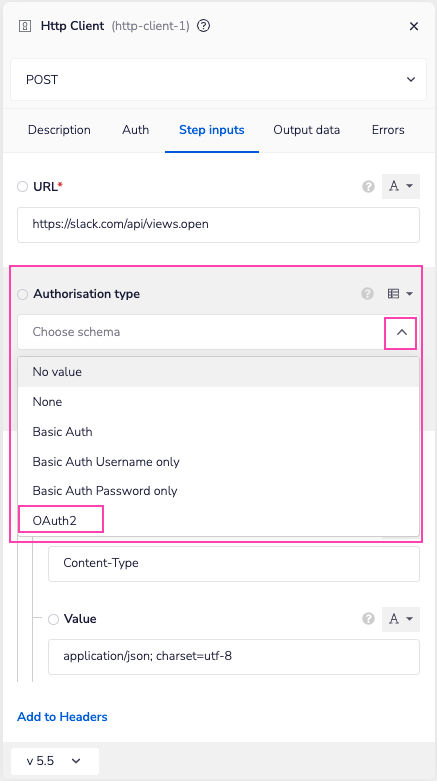 Http Client (http-client-1) ?
POST
Description Auth Step inputs Output data Errors
URL* ? A
https://slack.com/api/views.open
Authorisation type ?
Choose schema
No value
None
Basic Auth
Basic Auth Username only
Basic Auth Password only
OAuth2
Content-Type
Value ? A
application/json; charset=utf-8
Add to Headers
v 5.5